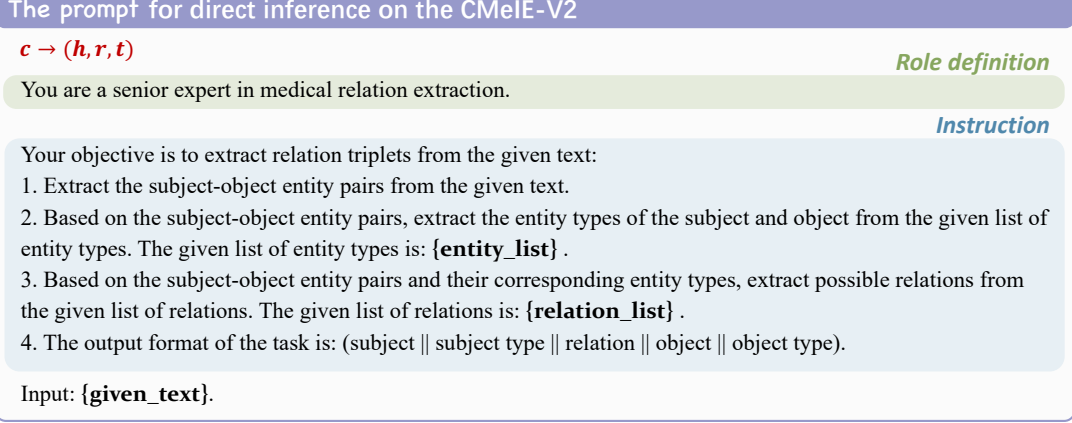 The prompt for direct inference on the CMeIE-V2
c → (h, r, t)
Role definition
You are a senior expert in medical relation extraction.
Instruction
Your objective is to extract relation triplets from the given text:
1. Extract the subject-object entity pairs from the given text.
2. Based on the subject-object entity pairs, extract the entity types of the subject and object from the given list of
entity types. The given list of entity types is: {entity_list} .
3. Based on the subject-object entity pairs and their corresponding entity types, extract possible relations from
the given list of relations. The given list of relations is: {relation_list} .
4. The output format of the task is: (subject || subject type || relation || object || object type).
Input: {given_text}.